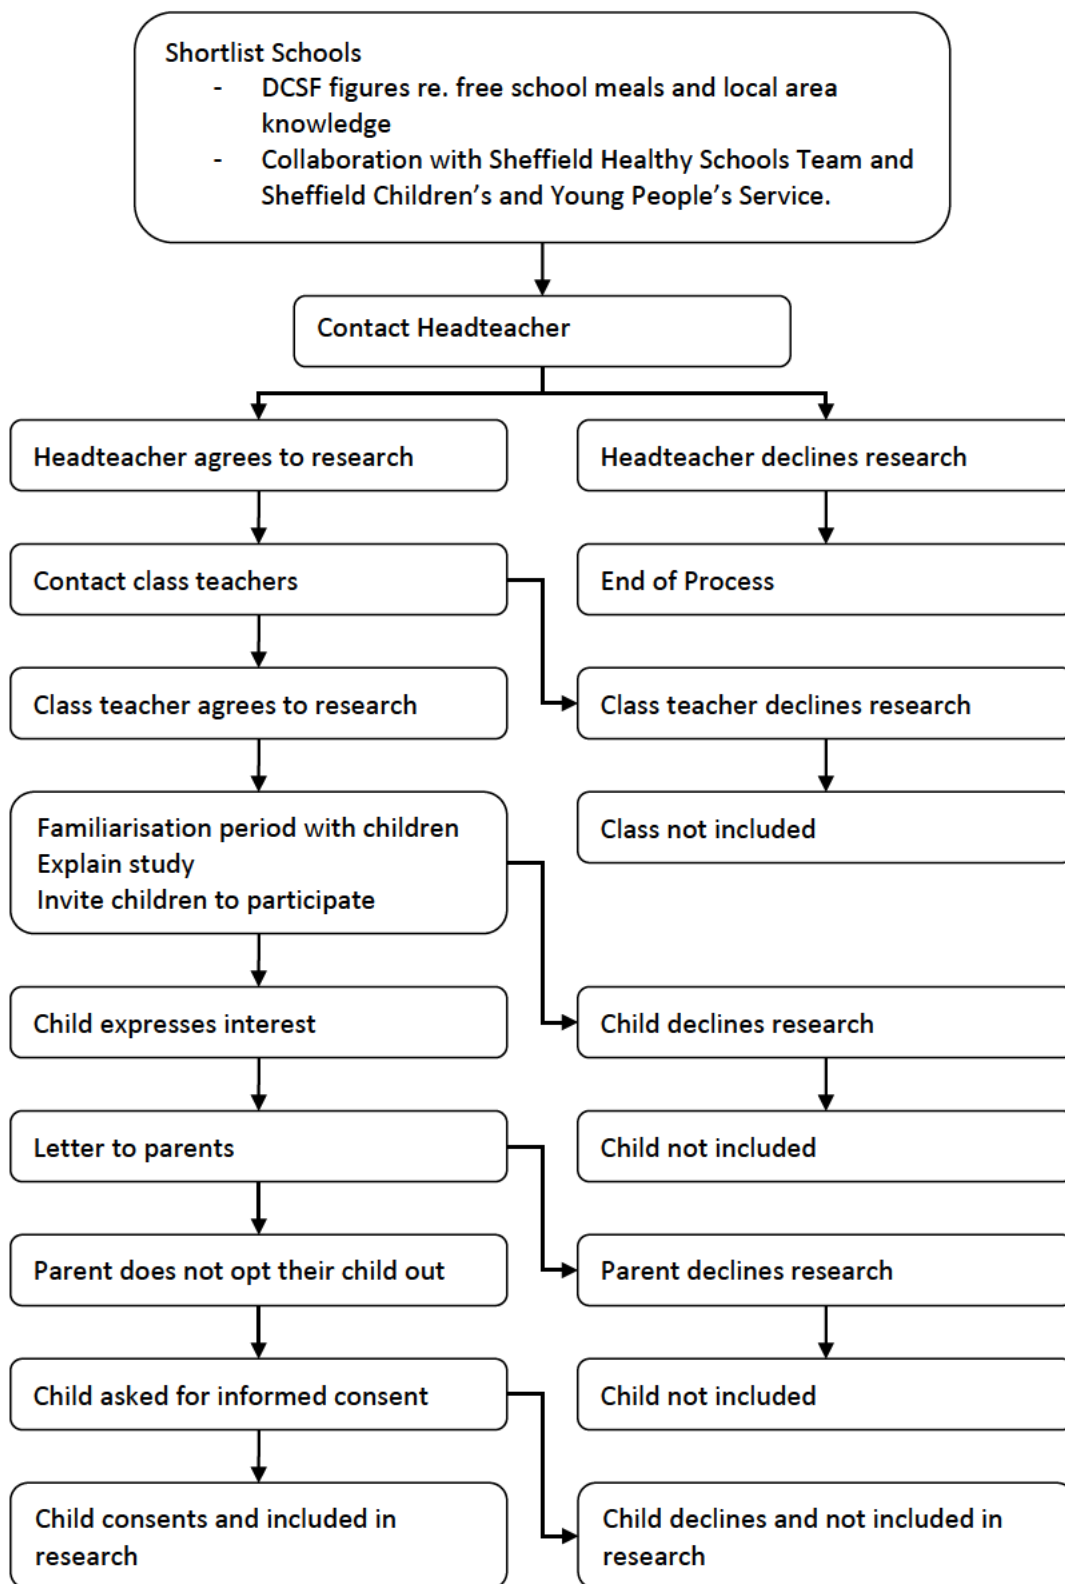 Shortlist Schools
- DCSF figures re. free school meals and local area
knowledge
- Collaboration with Sheffield Healthy Schools Team and
Sheffield Children’s and Young People’s Service.
Contact Headteacher
Headteacher agrees to research
Headteacher declines research
Contact class teachers
End of Process
Class teacher agrees to research
Class teacher declines research
Familiarisation period with children
Explain study
Invite children to participate
Class not included
Child expresses interest
Child declines research
Letter to parents
Child not included
Parent does not opt their child out
Parent declines research
Child asked for informed consent
Child not included
Child consents and included in
research
Child declines and not included in
research